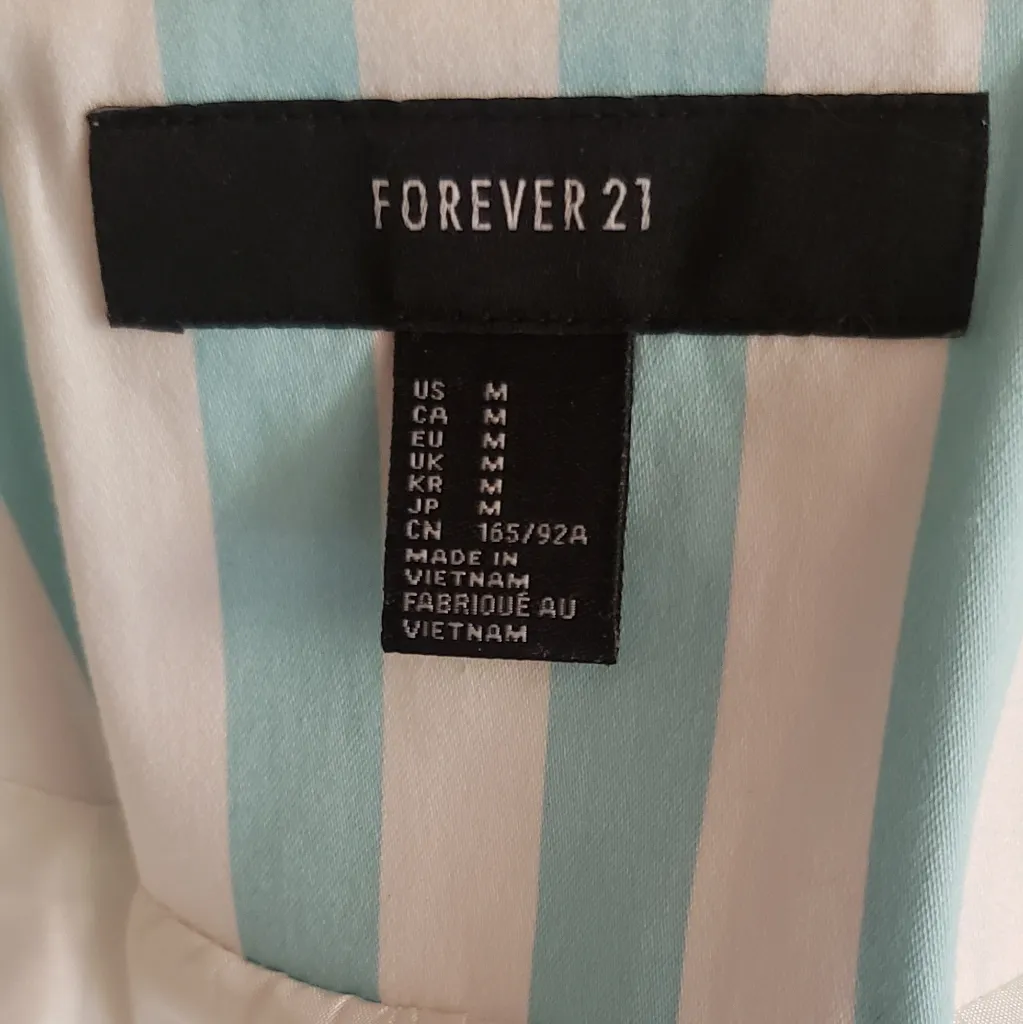 FOREVER 21
US M
CA M
EU M
UK M
KR M
JP M
CN 165/92A
MADE IN
VIETNAM
FABRIQUÉ AU
VIETNAM